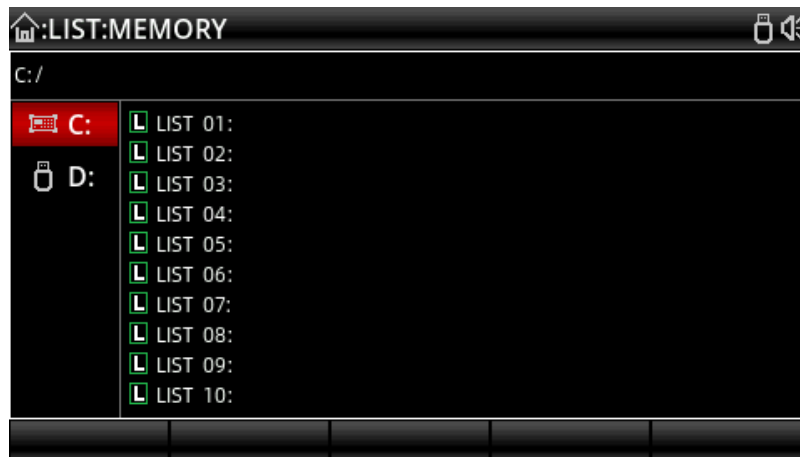 :LIST:MEMORY
C:/
C:
D:
L LIST 01:
L LIST 02:
L LIST 03:
L LIST 04:
L LIST 05:
L LIST 06:
L LIST 07:
L LIST 08:
L LIST 09:
L LIST 10: